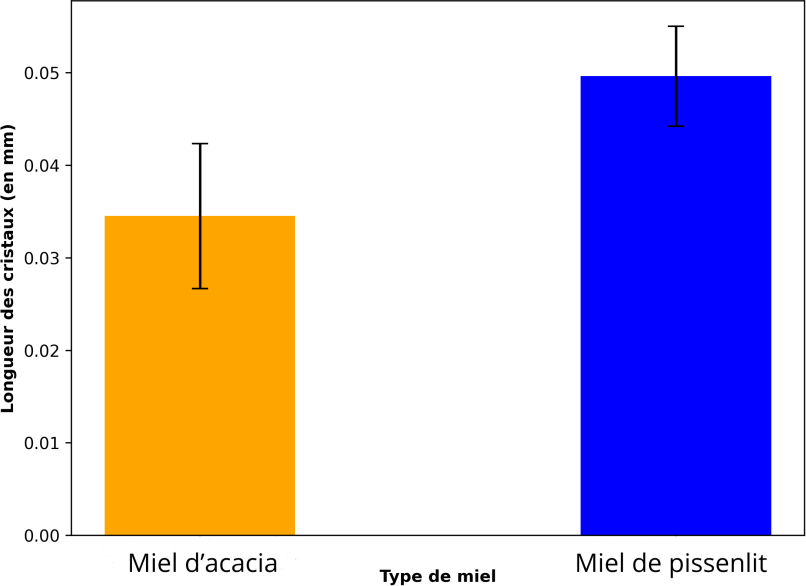 Longueur des cristaux (en mm)
0.05
0.04
0.03
0.02
0.01
0.00
Miel d’acacia
Miel de pissenlit
Type de miel